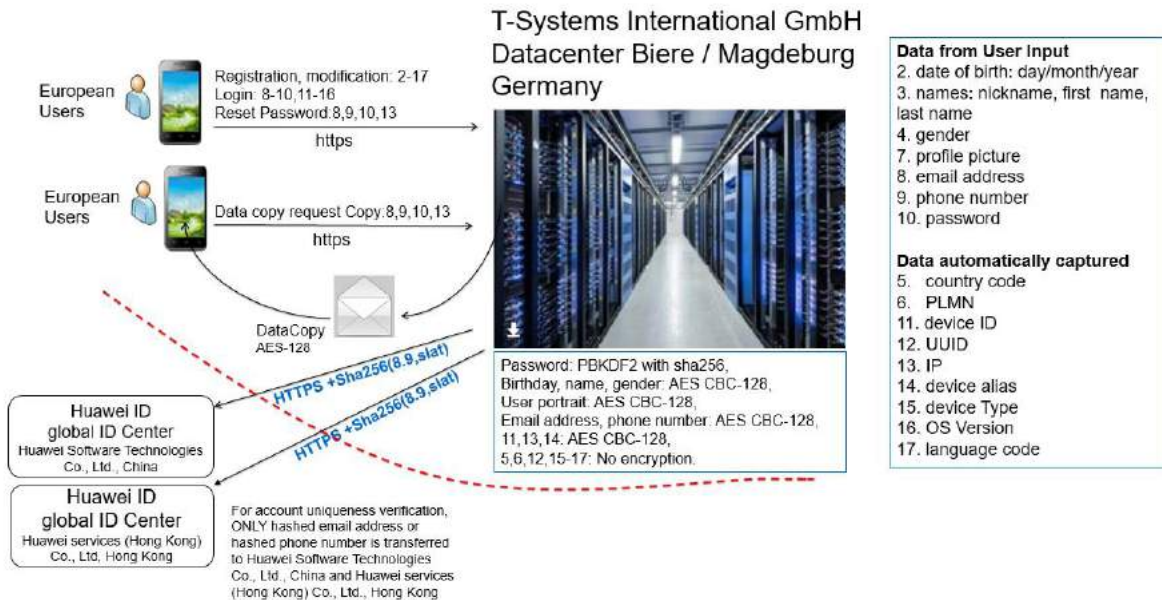 T-Systems International GmbH
Datacenter Biere / Magdeburg
Germany
European
Users
Registration, modification: 2-17
Login: 8-10,11-16
Reset Password:8,9,10,13
https
European
Users
Data copy request Copy:8,9,10,13
https
DataCopy
AES-128
HTTPS +Sha256(8.9,slat)
HTTPS +Sha256(8.9,slat)
Huawei ID
global ID Center
Huawei Software Technologies
Co., Ltd., China
Huawei ID
global ID Center
Huawei services (Hong Kong)
Co., Ltd, Hong Kong
For account uniqueness verification,
ONLY hashed email address or
hashed phone number is transferred
to Huawei Software Technologies
Co., Ltd., China and Huawei services
(Hong Kong) Co., Ltd., Hong Kong
Password: PBKDF2 with sha256,
Birthday, name, gender: AES CBC-128,
User portrait: AES CBC-128,
Email address, phone number: AES CBC-128,
11,13,14: AES CBC-128,
5,6,12,15-17: No encryption.
Data from User Input
2. date of birth: day/month/year
3. names: nickname, first name,
last name
4. gender
7. profile picture
8. email address
9. phone number
10. password
Data automatically captured
5. country code
6. PLMN
11. device ID
12. UUID
13. IP
14. device alias
15. device Type
16. OS Version
17. language code